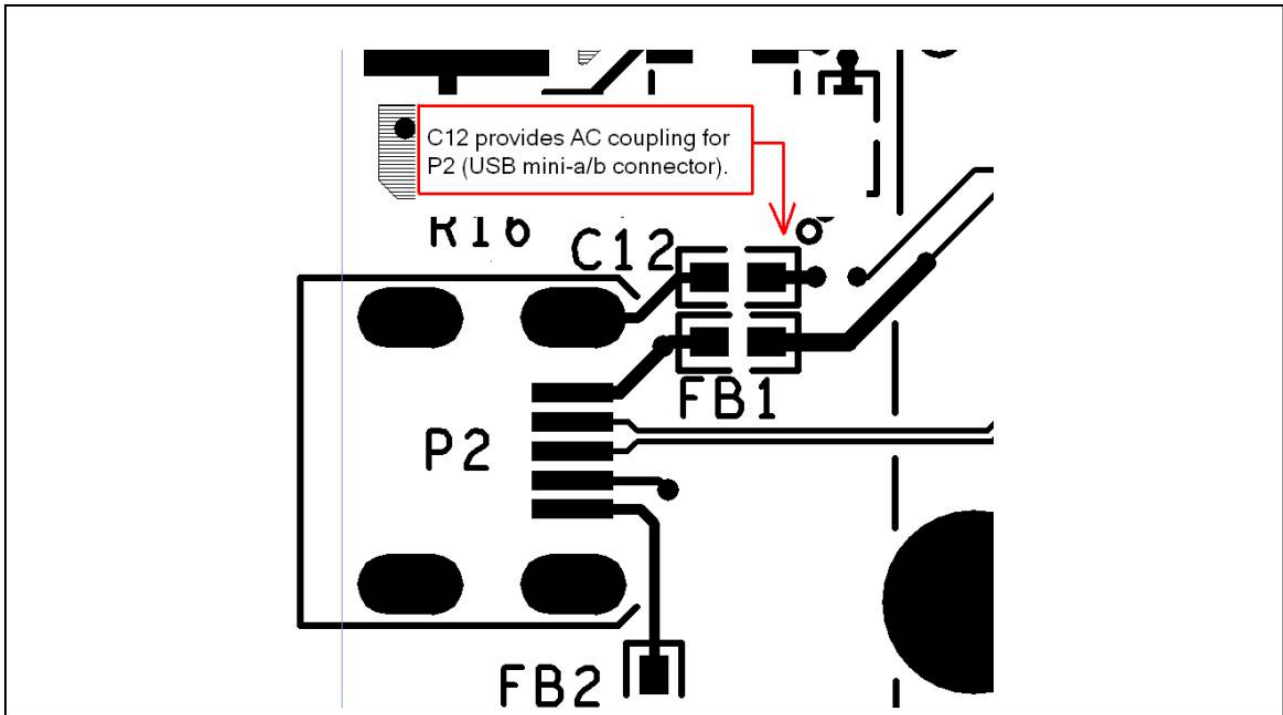 C12 provides AC coupling for
P2 (USB mini-a/b connector).
R16
C12
FB1
P2
FB2